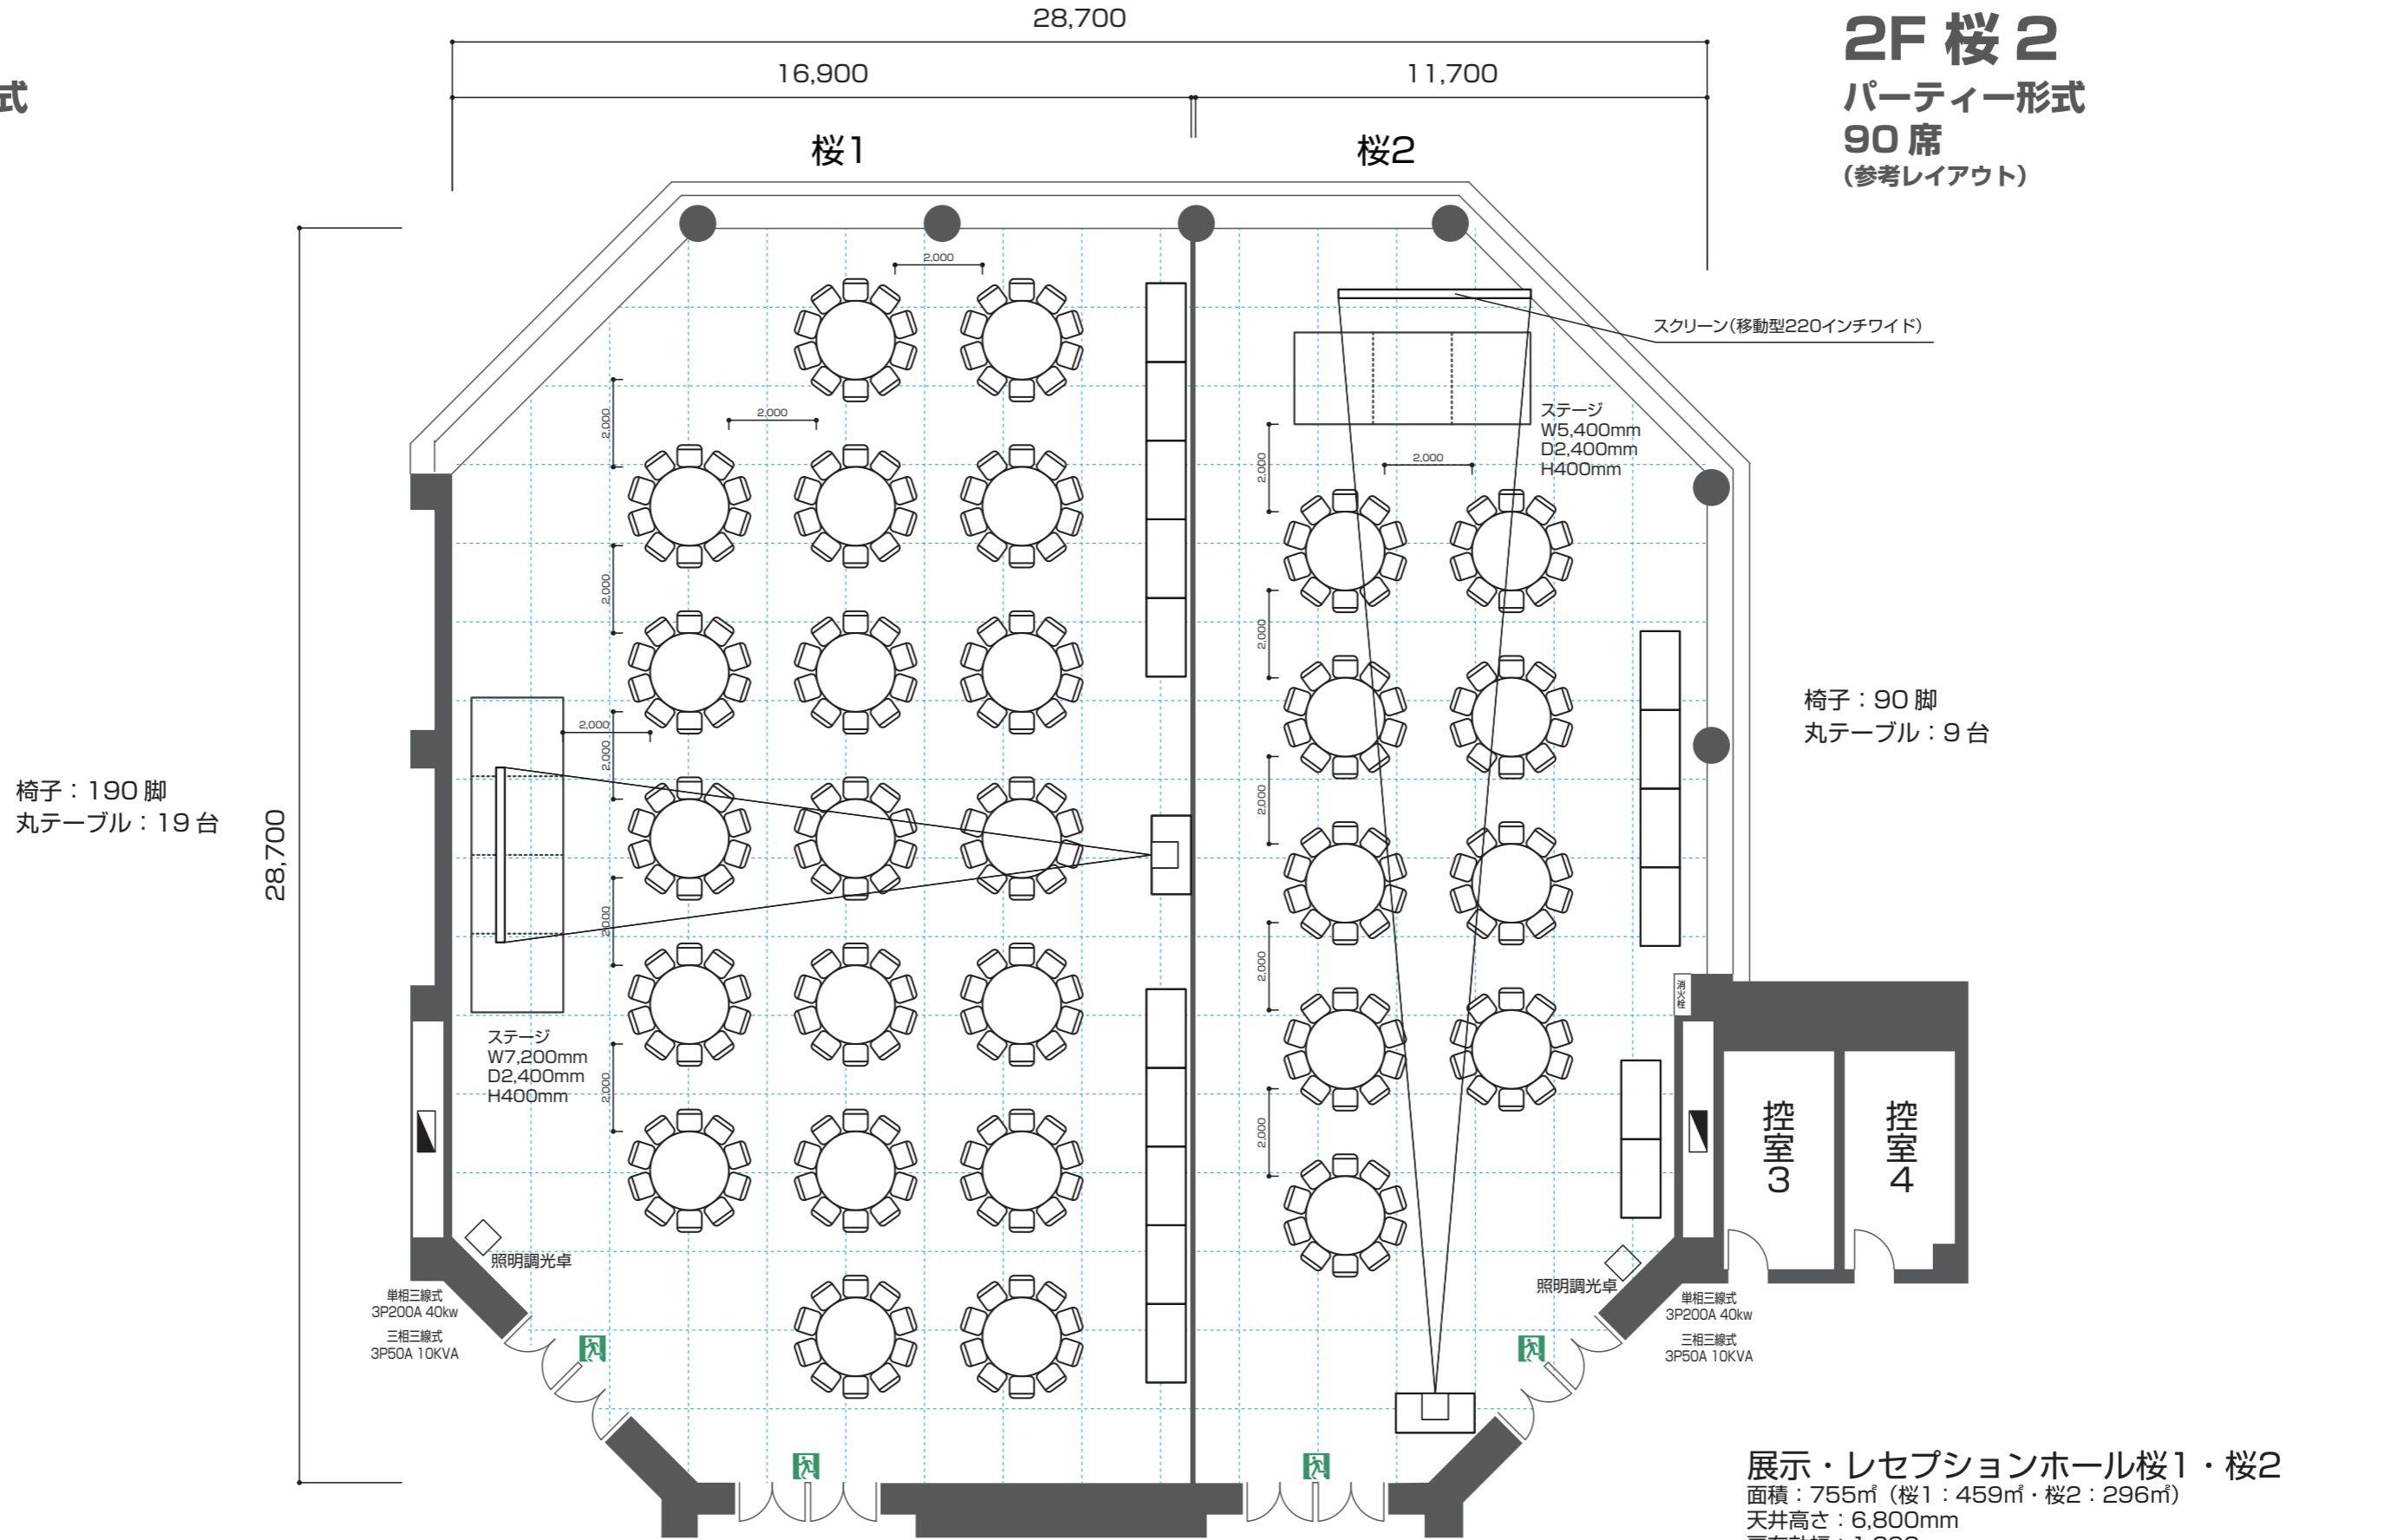 28,700
16,900
11,700
2F 桜 2
パーティー形式
90 席
(参考レイアウト)
式
桜1
桜2
2,000
スクリーン(移動型220インチワイド)
2,000
2,000
ステージ
W5,400mm
D2,400mm
H400mm
2,000
2,000
2,000
2,000
2,000
2,000
2,000
2,000
2,000
2,000
2,000
2,000
椅子：90 脚
丸テーブル：9 台
椅子：190 脚
丸テーブル：19 台
28,700
消火栓
ステージ
W7,200mm
D2,400mm
H400mm
控室3
控室4
照明調光卓
照明調光卓
単相三線式
3P200A 40kw
三相三線式
3P50A 10KVA
単相三線式
3P200A 40kw
三相三線式
3P50A 10KVA
展示・レセプションホール桜1・桜2
面積：755㎡（桜1：459㎡・桜2：296㎡）
天井高さ：6,800mm